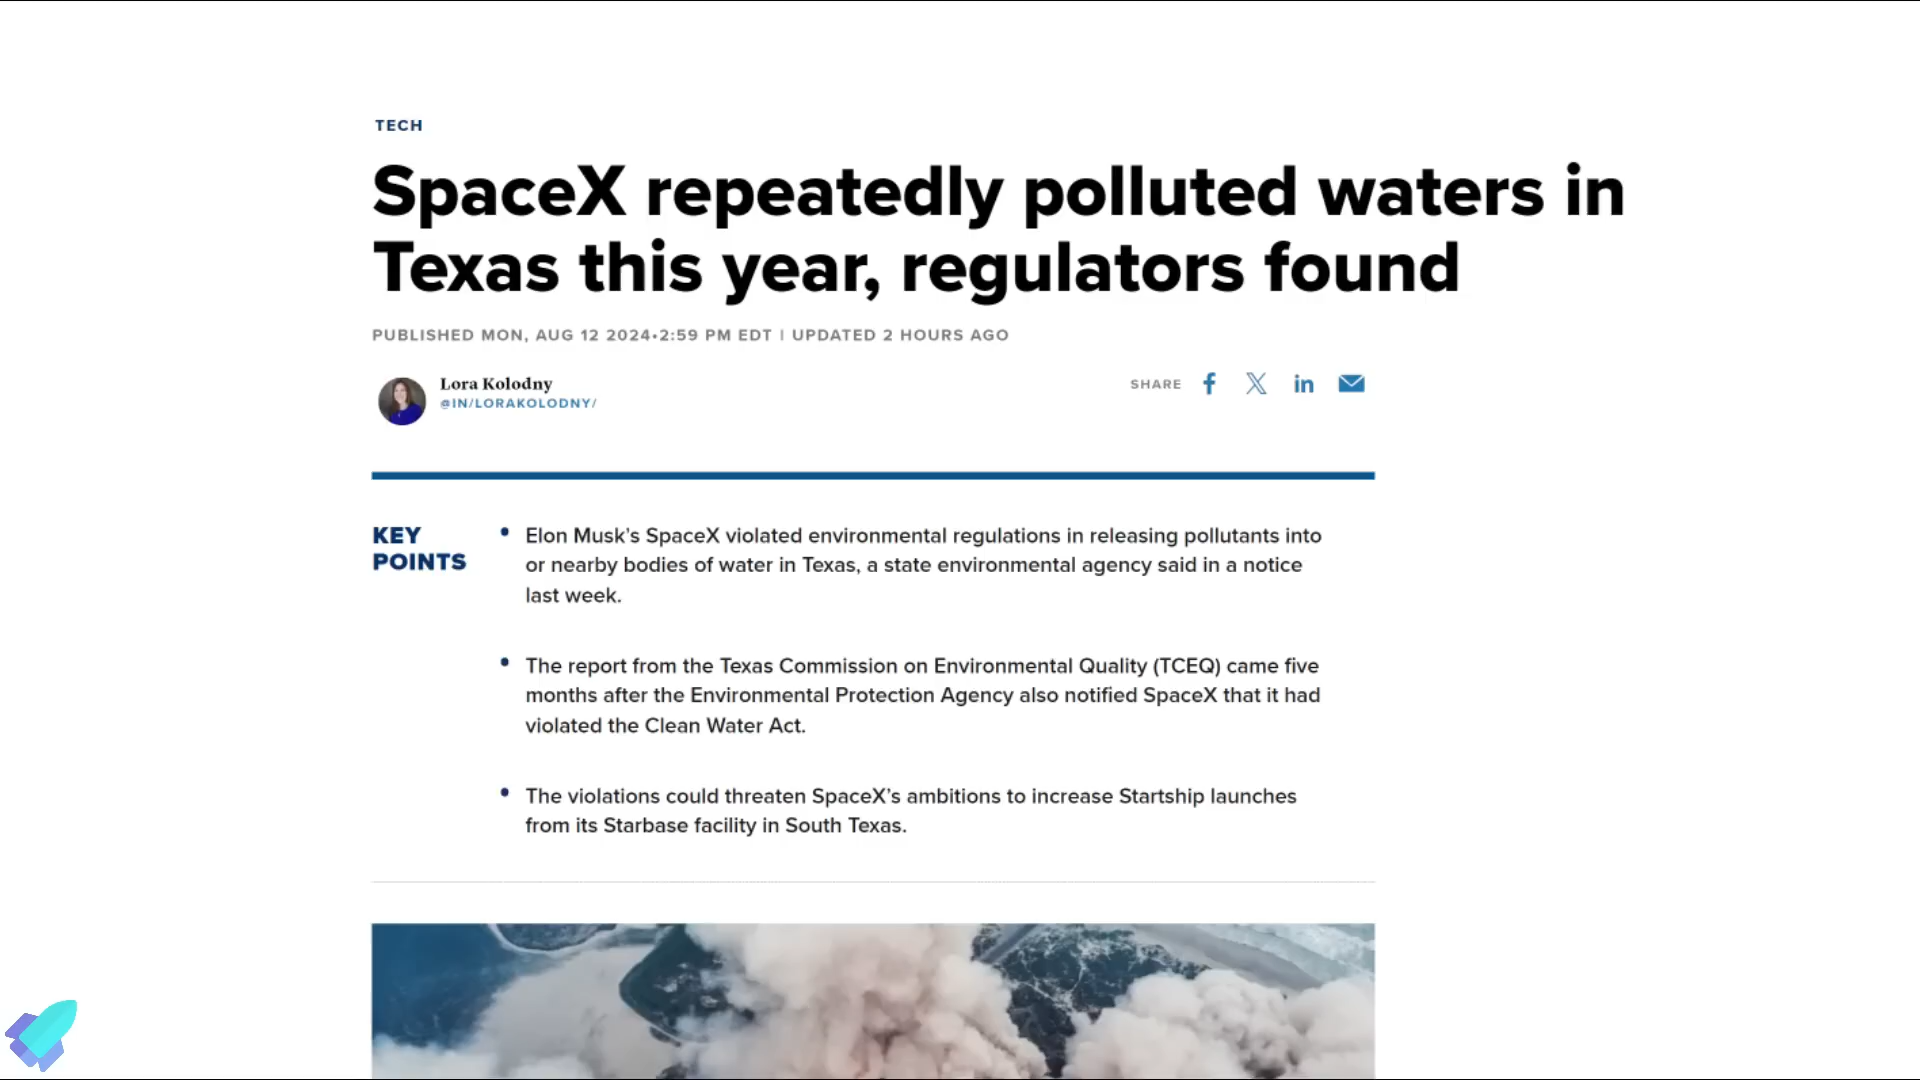 TECH
SpaceX repeatedly polluted waters in
Texas this year, regulators found
PUBLISHED MON, AUG 12 2024•2:59 PM EDT | UPDATED 2 HOURS AGO
Lora Kolodny
@IN/LORAKOLODNY/
SHARE
KEY
POINTS
• Elon Musk's SpaceX violated environmental regulations in releasing pollutants into
or nearby bodies of water in Texas, a state environmental agency said in a notice
last week.
• The report from the Texas Commission on Environmental Quality (TCEQ) came five
months after the Environmental Protection Agency also notified SpaceX that it had
violated the Clean Water Act.
• The violations could threaten SpaceX's ambitions to increase Startship launches
from its Starbase facility in South Texas.